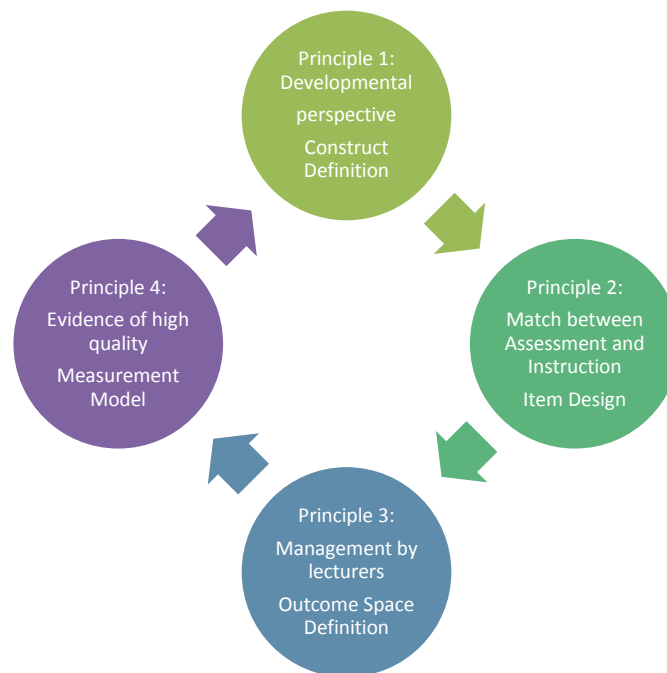 Principle 1:
Developmental
perspective
Construct
Definition
Principle 2:
Match between
Assessment and
Instruction
Item Design
Principle 3:
Management by
lecturers
Outcome Space
Definition
Principle 4:
Evidence of high
quality
Measurement
Model